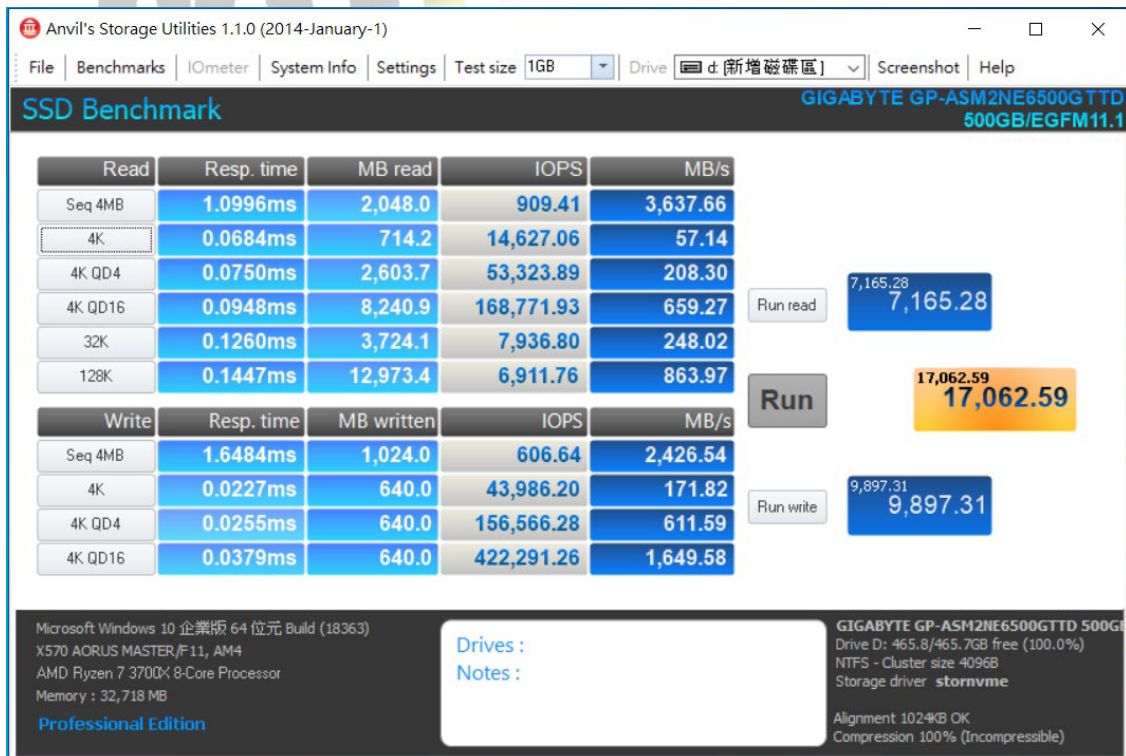 Anvil's Storage Utilities 1.1.0 (2014-January-1)
File Benchmarks IOmeter System Info Settings Test size 1GB Drive d: [新增磁碟區] Screenshot Help
SSD Benchmark
GIGABYTE GP-ASM2NE6500GTTD
500GB/EGFM11.1
Read Resp. time MB read IOPS MB/s
Seq 4MB 1.0996ms 2,048.0 909.41 3,637.66
4K 0.0684ms 714.2 14,627.06 57.14
4K QD4 0.0750ms 2,603.7 53,323.89 208.30
4K QD16 0.0948ms 8,240.9 168,771.93 659.27
32K 0.1260ms 3,724.1 7,936.80 248.02
128K 0.1447ms 12,973.4 6,911.76 863.97
Run read
7,165.28
7,165.28
Run
17,062.59
17,062.59
Write Resp. time MB written IOPS MB/s
Seq 4MB 1.6484ms 1,024.0 606.64 2,426.54
4K 0.0227ms 640.0 43,986.20 171.82
4K QD4 0.0255ms 640.0 156,566.28 611.59
4K QD16 0.0379ms 640.0 422,291.26 1,649.58
Run write
9,897.31
9,897.31
Microsoft Windows 10 企業版 64 位元 Build (18363)
X570 AORUS MASTER/F11, AM4
AMD Ryzen 7 3700X 8-Core Processor
Memory : 32,718 MB
Professional Edition
Drives :
Notes :
GIGABYTE GP-ASM2NE6500GTTD 500GB
Drive D: 465.8/465.7GB free (100.0%)
NTFS - Cluster size 4096B
Storage driver stornvme
Alignment 1024KB OK
Compression 100% (Incompressible)